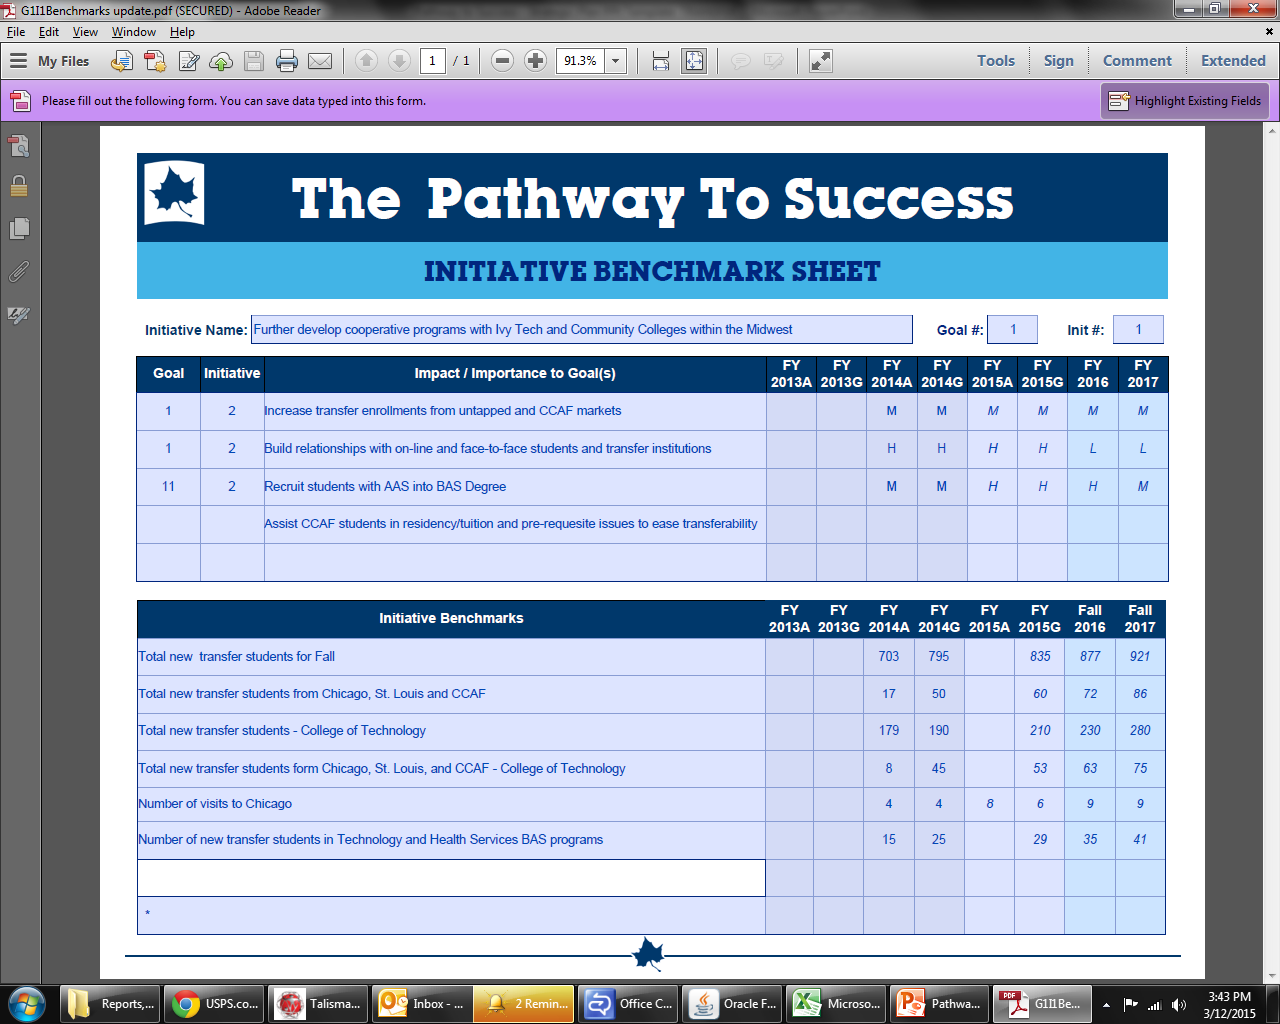 G1I1Benchmarks update.pdf (SECURED) - Adobe Reader
File Edit View Window Help
My Files 1 / 1 91.3% Tools Sign Comment Extended
Please fill out the following form. You can save data typed into this form. Highlight Existing Fields
The Pathway To Success
INITIATIVE BENCHMARK SHEET
Initiative Name: Further develop cooperative programs with Ivy Tech and Community Colleges within the Midwest Goal #: 1 Init #: 1
Goal Initiative Impact / Importance to Goal(s) FY 2013A FY 2013G FY 2014A FY 2014G FY 2015A FY 2015G FY 2016 FY 2017
1 2 Increase transfer enrollments from untapped and CCAF markets M M M M M M
1 2 Build relationships with on-line and face-to-face students and transfer institutions H H H H L L
11 2 Recruit students with AAS into BAS Degree M M H H H M
Assist CCAF students in residency/tuition and pre-requesite issues to ease transferability
Initiative Benchmarks FY 2013A FY 2013G FY 2014A FY 2014G FY 2015A FY 2015G Fall 2016 Fall 2017
Total new transfer students for Fall 703 795 835 877 921
Total new transfer students from Chicago, St. Louis and CCAF 17 50 60 72 86
Total new transfer students - College of Technology 179 190 210 230 280
Total new transfer students form Chicago, St. Louis, and CCAF - College of Technology 8 45 53 63 75
Number of visits to Chicago 4 4 8 6 9 9
Number of new transfer students in Technology and Health Services BAS programs 15 25 29 35 41
*
Reports,... USPS.co... Talisma... Inbox - ... 2 Remin... Office C... Oracle F... Microso... Pathwa... G1I1Be... 3:43 PM
3/12/2015